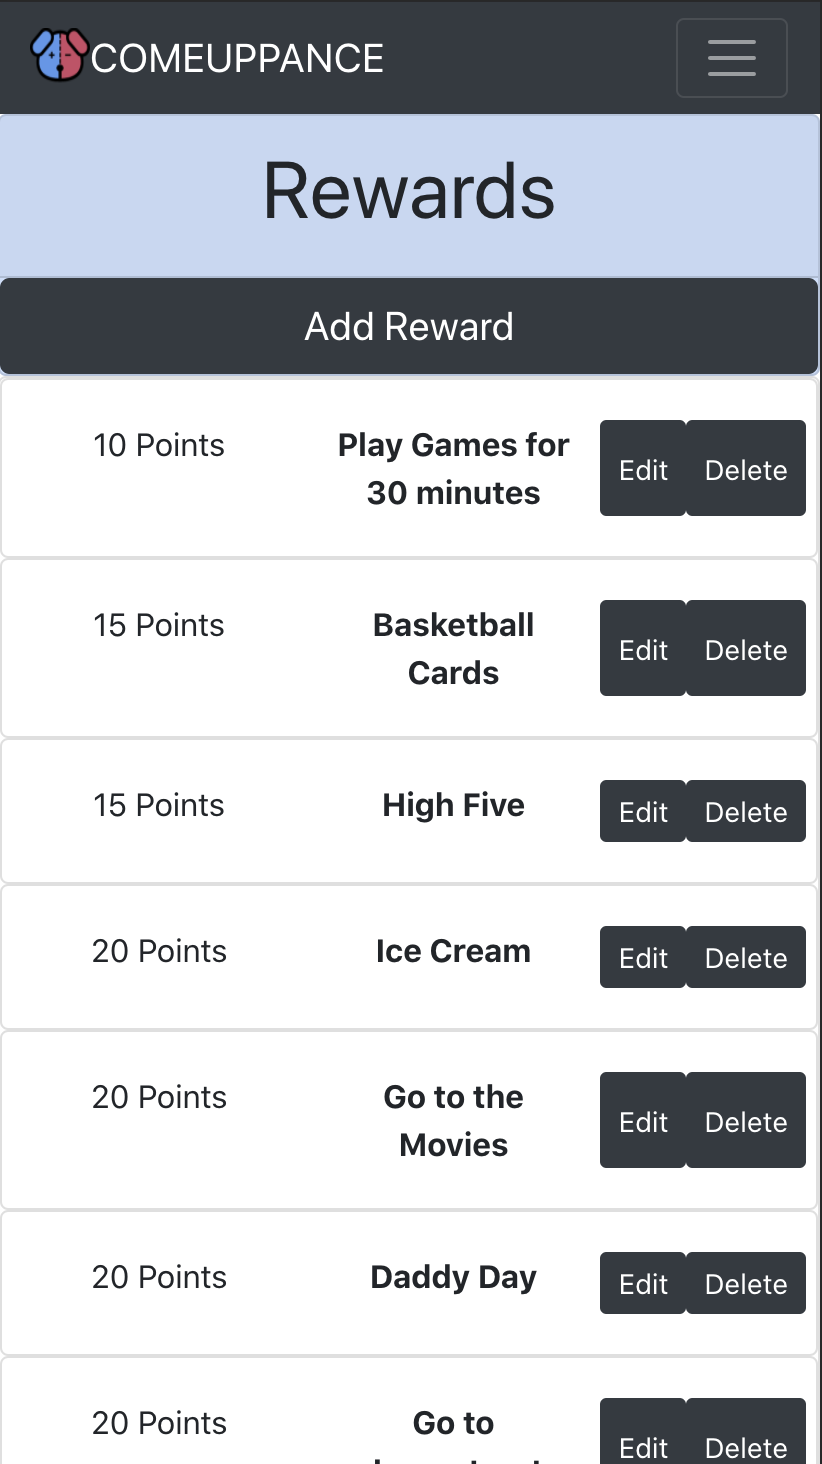 COMEUPPANCE
Rewards
Add Reward
10 Points
Play Games for
30 minutes
Edit
Delete
15 Points
Basketball
Cards
Edit
Delete
15 Points
High Five
Edit
Delete
20 Points
Ice Cream
Edit
Delete
20 Points
Go to the
Movies
Edit
Delete
20 Points
Daddy Day
Edit
Delete
20 Points
Go to
Edit
Delete